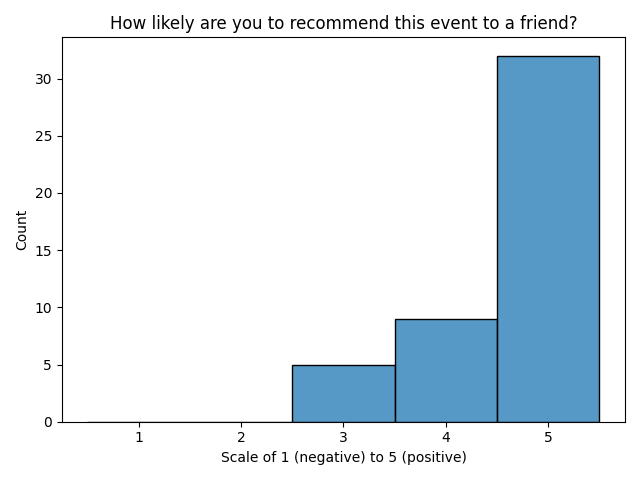 How likely are you to recommend this event to a friend?
30
25
20
15
10
5
0
Count
1 2 3 4 5
Scale of 1 (negative) to 5 (positive)